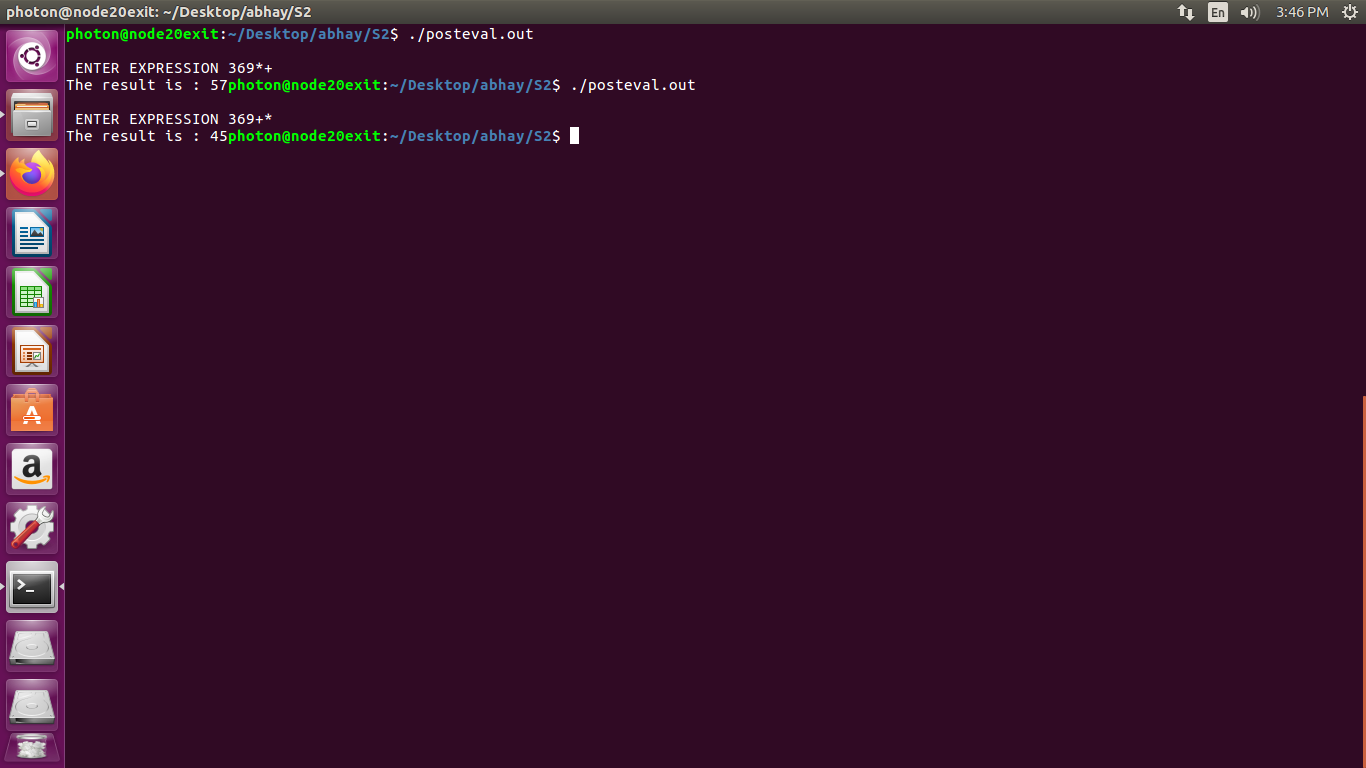 photon@node20exit: ~/Desktop/abhay/S2
En
3:46 PM
photon@node20exit:~/Desktop/abhay/S2$ ./posteval.out
ENTER EXPRESSION 369*+
The result is : 57photon@node20exit:~/Desktop/abhay/S2$ ./posteval.out
ENTER EXPRESSION 369+*
The result is : 45photon@node20exit:~/Desktop/abhay/S2$
A
a
>_